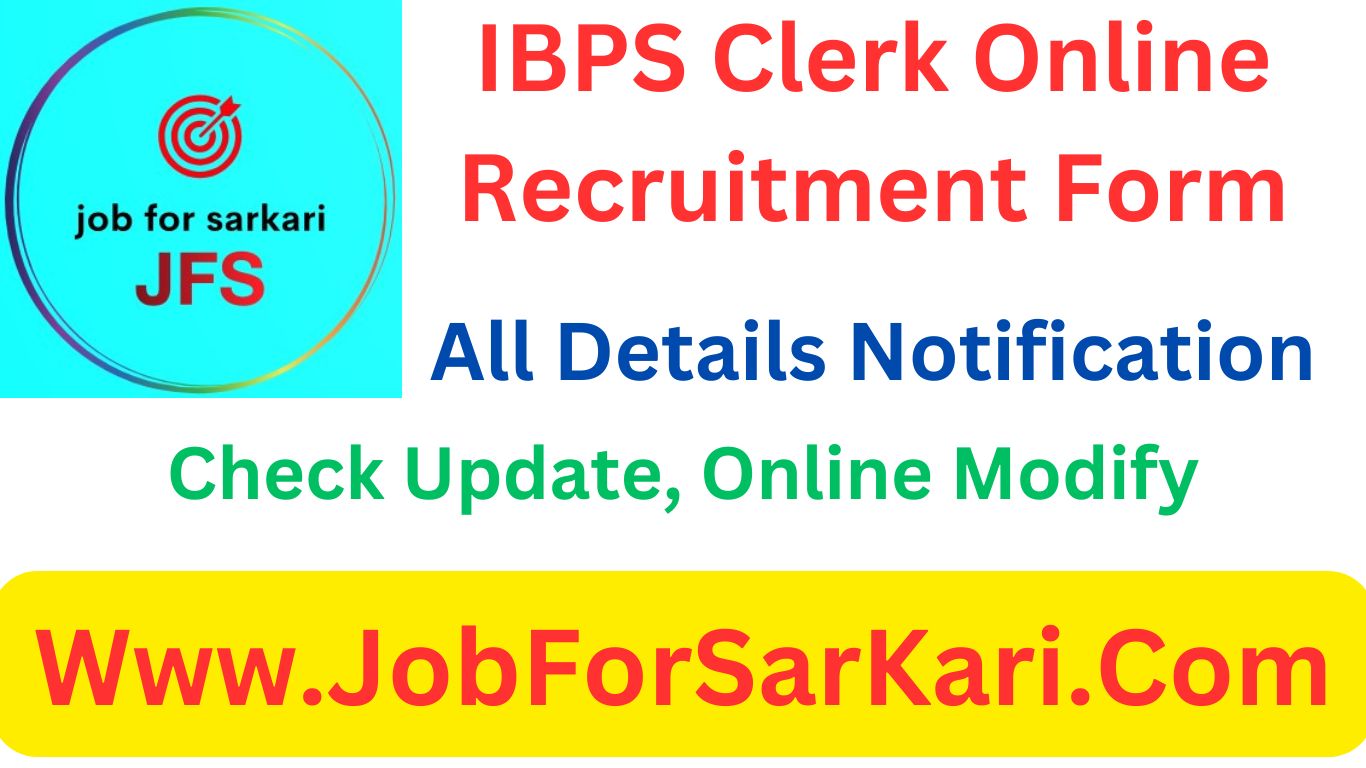 job for sarkari
JFS
IBPS Clerk Online
Recruitment Form
All Details Notification
Check Update, Online Modify
Www.JobForSarKari.Com